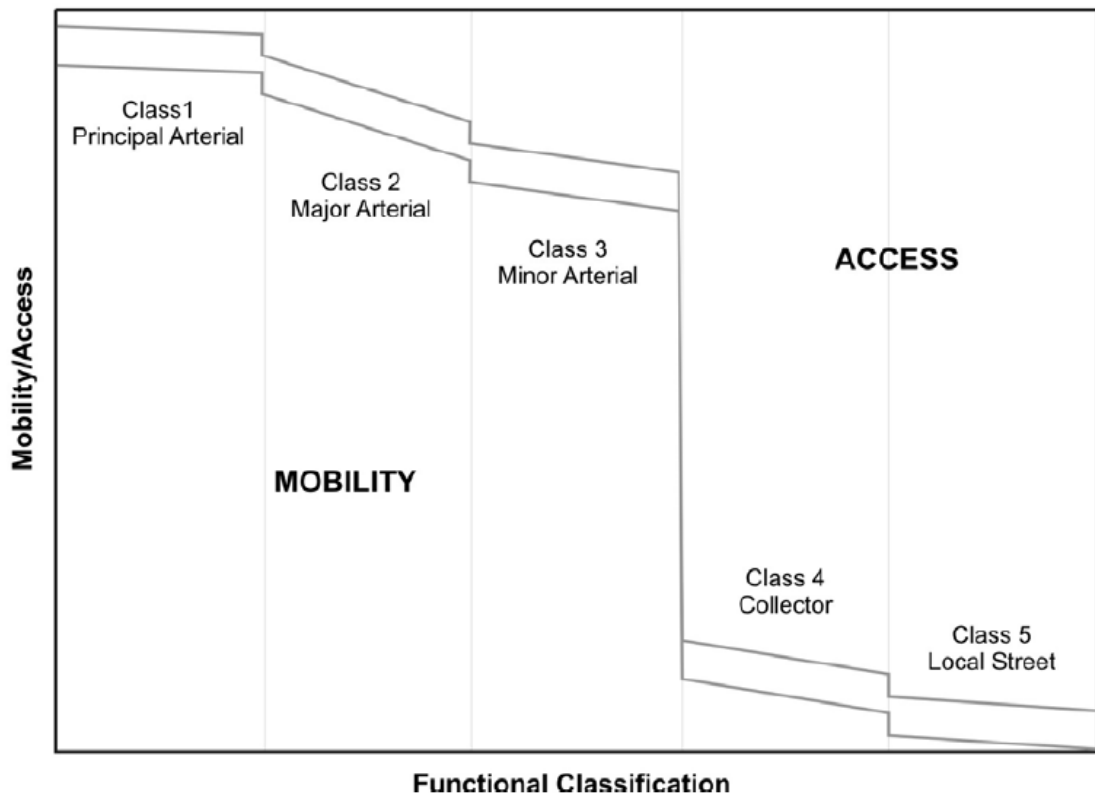 Class1
Principal Arterial
Class 2
Major Arterial
Class 3
Minor Arterial
ACCESS
MOBILITY
Class 4
Collector
Class 5
Local Street
Mobility/Access
Functional Classification